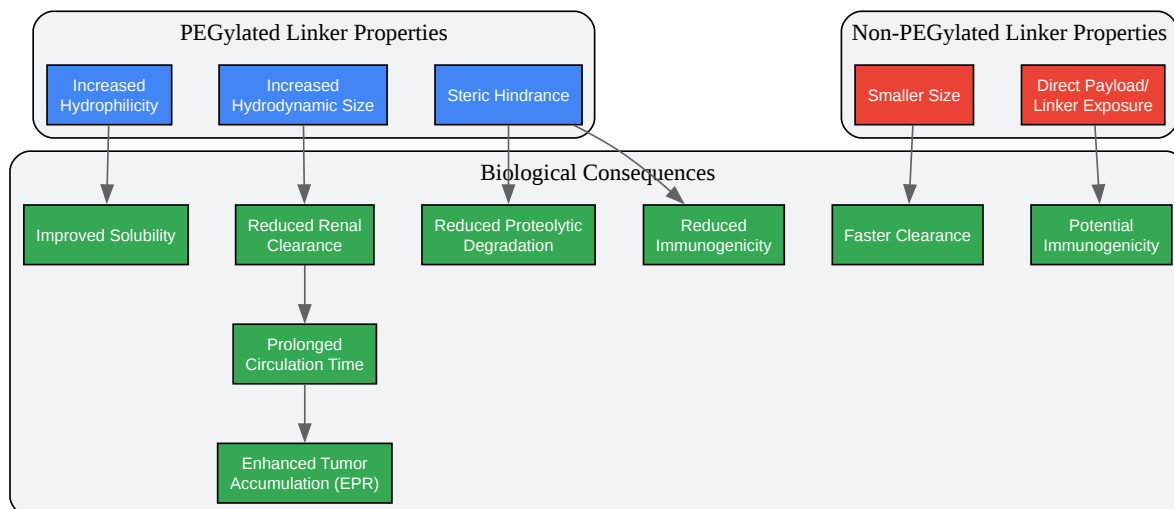 PEGylated Linker Properties
Non-PEGylated Linker Properties
Increased
Hydrophilicity
Increased
Hydrodynamic Size
Steric Hindrance
Smaller Size
Direct Payload/
Linker Exposure
Biological Consequences
Improved Solubility
Reduced Renal
Clearance
Reduced Proteolytic
Degradation
Reduced
Immunogenicity
Faster Clearance
Potential
Immunogenicity
Prolonged
Circulation Time
Enhanced Tumor
Accumulation (EPR)